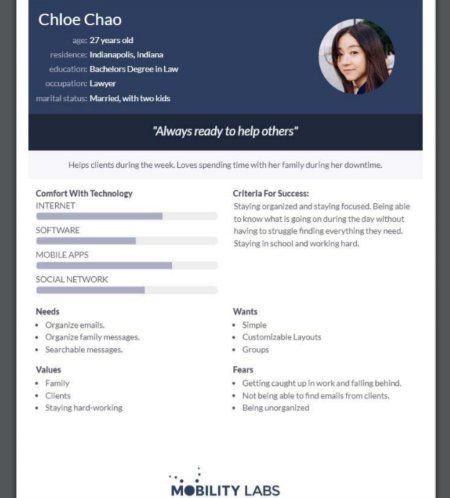 Chloe Chao
age: 27 years old
residence: Indianapolis, Indiana
education: Bachelors Degree in Law
occupation: Lawyer
marital status: Married, with two kids
"Always ready to help others"
Helps clients during the week. Loves spending time with her family during her downtime.
Comfort With Technology
INTERNET
SOFTWARE
MOBILE APPS
SOCIAL NETWORK
Criteria For Success:
Staying organized and staying focused. Being able
to know what is going on during the day without
having to struggle finding everything they need.
Staying in school and working hard.
Needs
• Organize emails.
• Organize family messages.
• Searchable messages.
Wants
• Simple
• Customizable Layouts
• Groups
Values
• Family
• Clients
• Staying hard-working
Fears
• Getting caught up in work and falling behind.
• Not being able to find emails from clients.
• Being unorganized
MOBILITY LABS